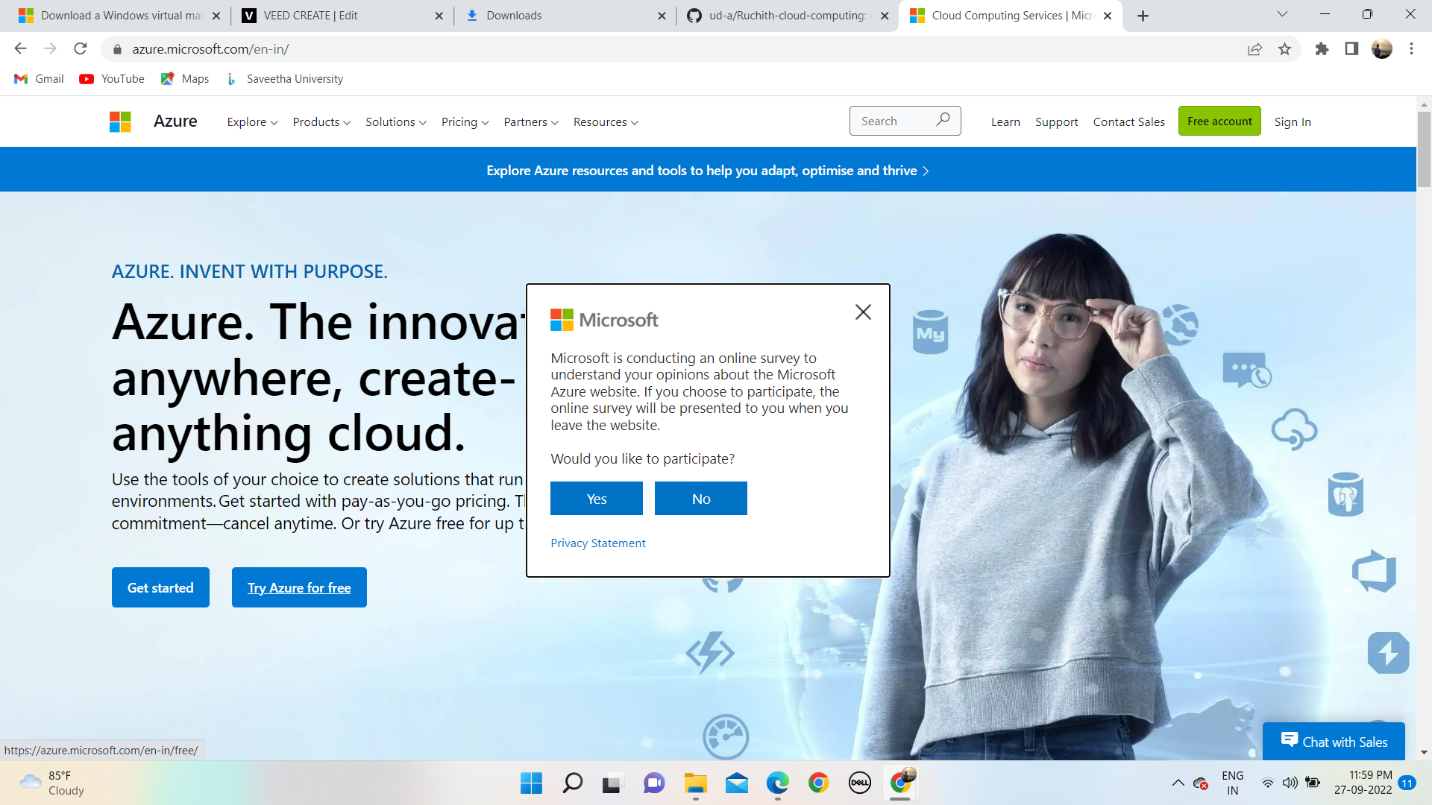 Download a Windows virtual mac
VEED CREATE | Edit
Downloads
ud-a/Ruchith-cloud-computing:
Cloud Computing Services | Micr
azure.microsoft.com/en-in/
Gmail
YouTube
Maps
Saveetha University
Azure
Explore
Products
Solutions
Pricing
Partners
Resources
Search
Learn
Support
Contact Sales
Free account
Sign In
Explore Azure resources and tools to help you adapt, optimise and thrive
AZURE. INVENT WITH PURPOSE.
Azure. The innovat
anywhere, create-
anything cloud.
Use the tools of your choice to create solutions that run
environments. Get started with pay-as-you-go pricing. Th
commitment—cancel anytime. Or try Azure free for up t
Get started
Try Azure for free
Microsoft
Microsoft is conducting an online survey to
understand your opinions about the Microsoft
Azure website. If you choose to participate, the
online survey will be presented to you when you
leave the website.
Would you like to participate?
Yes
No
Privacy Statement
My
Chat with Sales
https://azure.microsoft.com/en-in/free/
85°F
Cloudy
DELL
ENG
IN
11:59 PM
27-09-2022
11